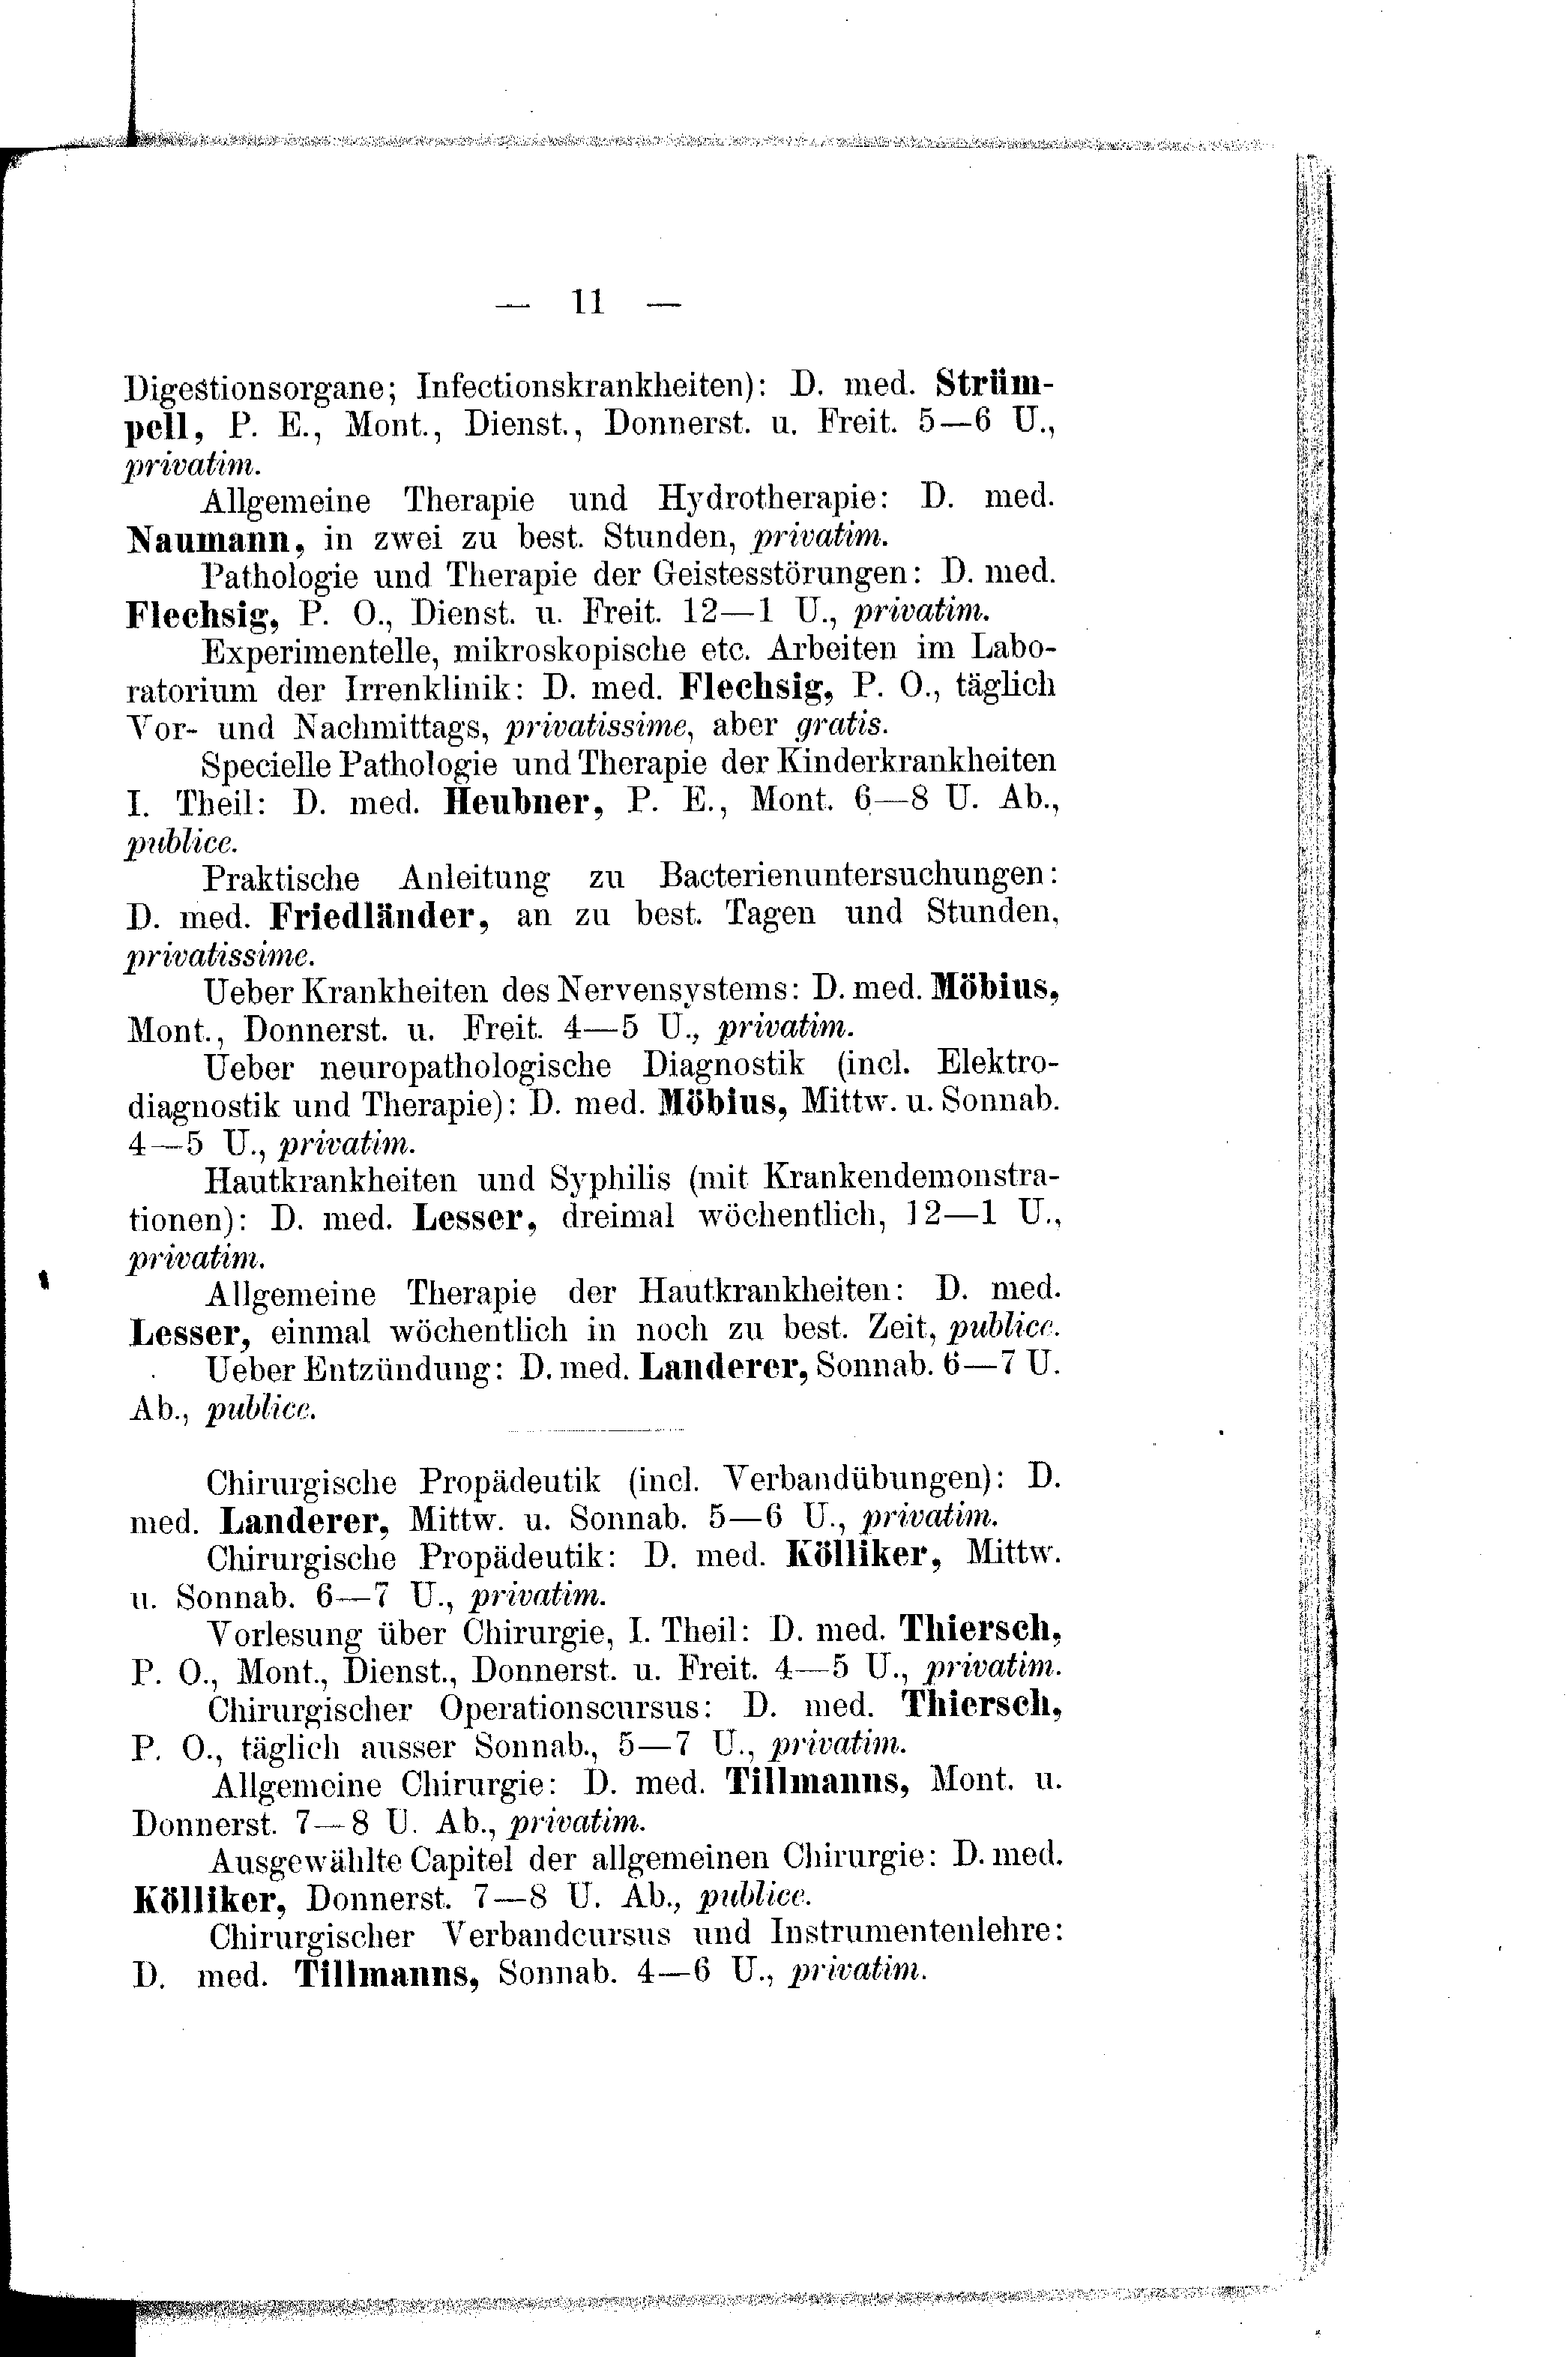 — 11 —
Digestionsorgane; Infectionskrankheiten): D. med. Strüm-
pell, P. E., Mont., Dienst., Donnerst. u. Freit. 5—6 U.,
privatim.
Allgemeine Therapie und Hydrotherapie: D. med.
Naumann, in zwei zu best. Stunden, privatim.
Pathologie und Therapie der Geistesstörungen: D. med.
Flechsig, P. O., Dienst. u. Freit. 12—1 U., privatim.
Experimentelle, mikroskopische etc. Arbeiten im Labo-
ratorium der Irrenklinik: D. med. Flechsig, P. O., täglich
Vor- und Nachmittags, privatissime, aber gratis.
Specielle Pathologie und Therapie der Kinderkrankheiten
I. Theil: D. med. Heubner, P. E., Mont. 6—8 U. Ab.,
publice.
Praktische Anleitung zu Bacterienuntersuchungen:
D. med. Friedländer, an zu best. Tagen und Stunden,
privatissime.
Ueber Krankheiten des Nervensystems: D. med. Möbius,
Mont., Donnerst. u. Freit. 4—5 U., privatim.
Ueber neuropathologische Diagnostik (incl. Elektro-
diagnostik und Therapie): D. med. Möbius, Mittw. u. Sonnab.
4—5 U., privatim.
Hautkrankheiten und Syphilis (mit Krankendemonstra-
tionen): D. med. Lesser, dreimal wöchentlich, 12—1 U.,
privatim.
Allgemeine Therapie der Hautkrankheiten: D. med.
Lesser, einmal wöchentlich in noch zu best. Zeit, publice.
Ueber Entzündung: D. med. Landerer, Sonnab. 6—7 U.
Ab., publice.
Chirurgische Propädeutik (incl. Verbandübungen): D.
med. Landerer, Mittw. u. Sonnab. 5—6 U., privatim.
Chirurgische Propädeutik: D. med. Kölliker, Mittw.
u. Sonnab. 6—7 U., privatim.
Vorlesung über Chirurgie, I. Theil: D. med. Thiersch,
P. O., Mont., Dienst., Donnerst. u. Freit. 4—5 U., privatim.
Chirurgischer Operationscursus: D. med. Thiersch,
P. O., täglich ausser Sonnab., 5—7 U., privatim.
Allgemeine Chirurgie: D. med. Tillmanns, Mont. u.
Donnerst. 7—8 U. Ab., privatim.
Ausgewählte Capitel der allgemeinen Chirurgie: D. med.
Kölliker, Donnerst. 7—8 U. Ab., publice.
Chirurgischer Verbandcursus und Instrumentenlehre:
D. med. Tillmanns, Sonnab. 4—6 U., privatim.